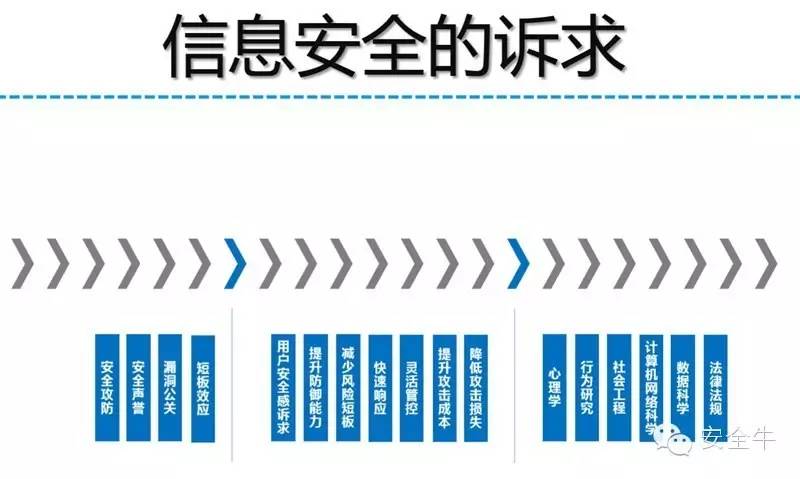 信息安全的诉求
安全攻防
安全声誉
漏洞公关
短板效应
用户安全感诉求
提升防御能力
减少风险短板
快速响应
灵活管控
提升攻击成本
降低攻击损失
心理学
行为研究
社会工程
计算机网络科学
数据科学
法律法规
安全牛